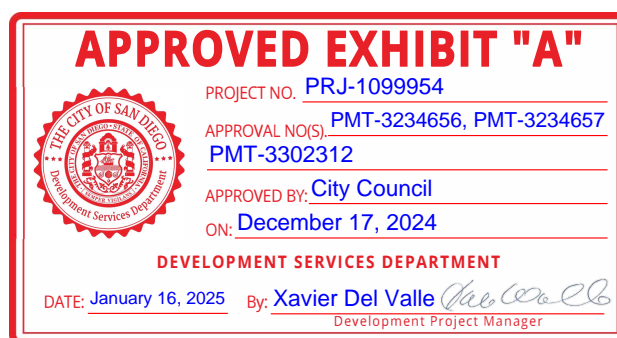 APPROVED EXHIBIT "A"
PROJECT NO. PRJ-1099954
APPROVAL NO(S). PMT-3234656, PMT-3234657
PMT-3302312
APPROVED BY: City Council
ON: December 17, 2024
THE CITY OF SAN DIEGO
Development Services Department
DEVELOPMENT SERVICES DEPARTMENT
DATE: January 16, 2025 By: Xavier Del Valle
Development Project Manager